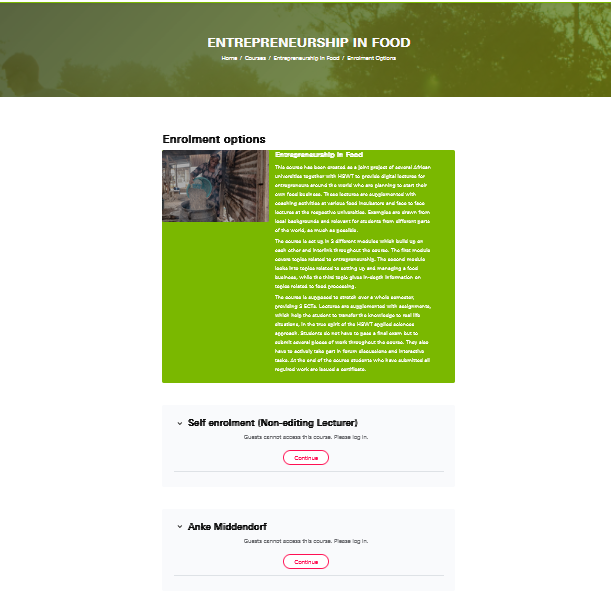 ENTREPRENEURSHIP IN FOOD
Home / Courses / Entrepreneurship in Food / Enrolment Options
Enrolment options
Entrepreneurship in Food
This course has been created as a joint project of several African
universities together with HSWT to provide digital lectures for
entrepreneurs around the world who are planning to start their
own food business. These lectures are supplemented with
coaching activities at various food incubators and face to face
lectures at the respective universities. Examples are drawn from
local backgrounds and relevant for students from different parts
of the world, as much as possible.
The course is set up in 3 different modules which build up on
each other and interlink throughout the course. The first module
covers topics related to entrepreneurship. The second module
looks into topics related to setting up and managing a food
business, while the third topic gives in-depth information on
topics related to food processing.
The course is supposed to stretch over a whole semester,
providing 3 ECTs. Lectures are supplemented with assignments,
which help the student to transfer the knowledge to real life
situations, in the true spirit of the HSWT applied sciences
approach. Students do not have to pass a final exam but to
submit several pieces of work throughout the course. They also
have to actively take part in forum discussions and interactive
tasks. At the end of the course students who have submitted all
required work are issued a certificate.
Self enrolment (Non-editing Lecturer)
Guests cannot access this course. Please log in.
Continue
Anke Middendorf
Guests cannot access this course. Please log in.
Continue